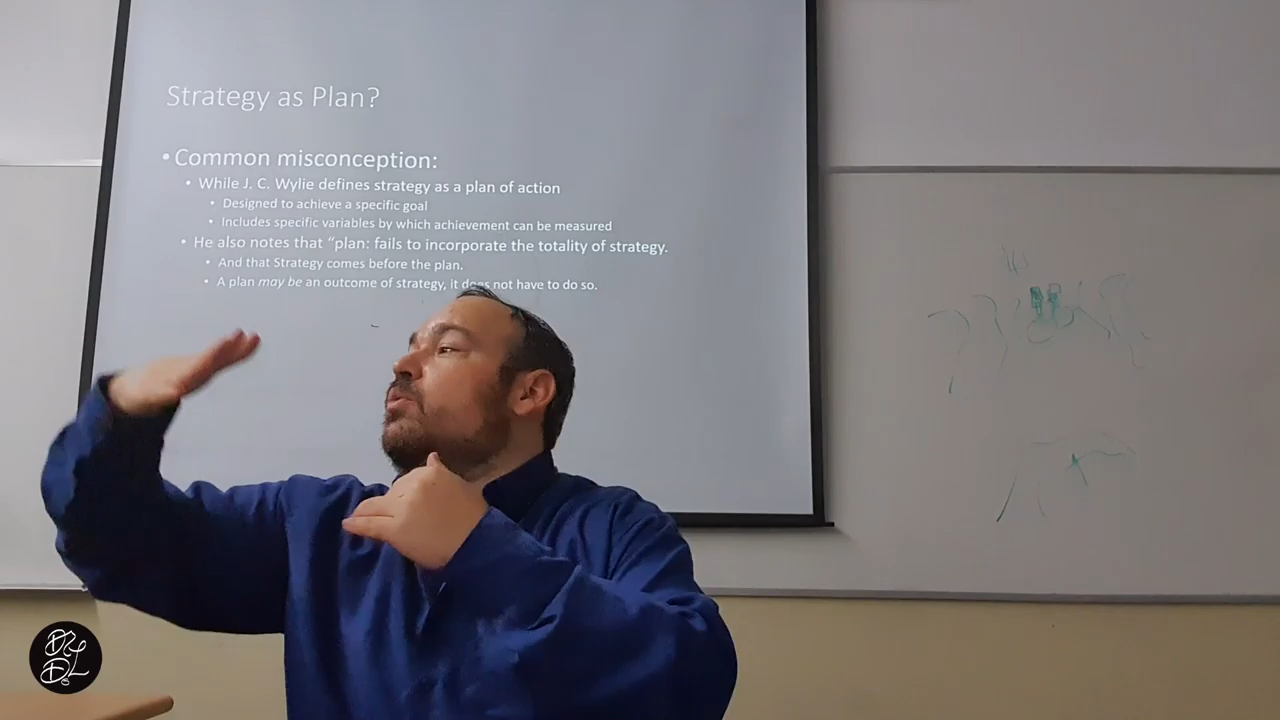 Strategy as Plan?
• Common misconception:
• While J. C. Wylie defines strategy as a plan of action
• Designed to achieve a specific goal
• Includes specific variables by which achievement can be measured
• He also notes that “plan: fails to incorporate the totality of strategy.
• And that Strategy comes before the plan.
• A plan may be an outcome of strategy, it does not have to do so.